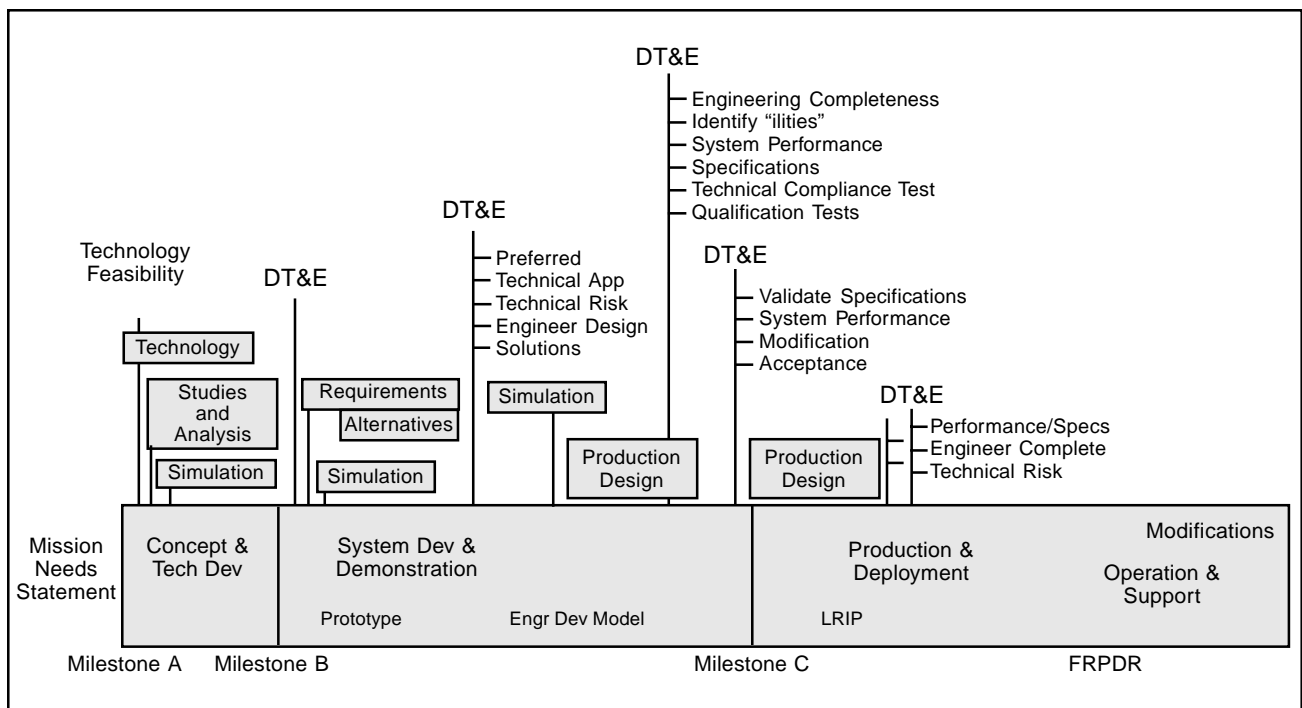 DT&E
Engineering Completeness
Identify “ilities”
System Performance
Specifications
Technical Compliance Test
Qualification Tests
DT&E
Preferred
Technical App
Technical Risk
Engineer Design
Solutions
Technology
Feasibility
DT&E
DT&E
Validate Specifications
System Performance
Modification
Acceptance
Technology
Studies
and
Analysis
Simulation
Requirements
Alternatives
Simulation
Simulation
Production
Design
Production
Design
DT&E
Performance/Specs
Engineer Complete
Technical Risk
Mission
Needs
Statement
Concept &
Tech Dev
System Dev &
Demonstration
Prototype
Engr Dev Model
Production &
Deployment
LRIP
Modifications
Operation &
Support
Milestone A
Milestone B
Milestone C
FRPDR